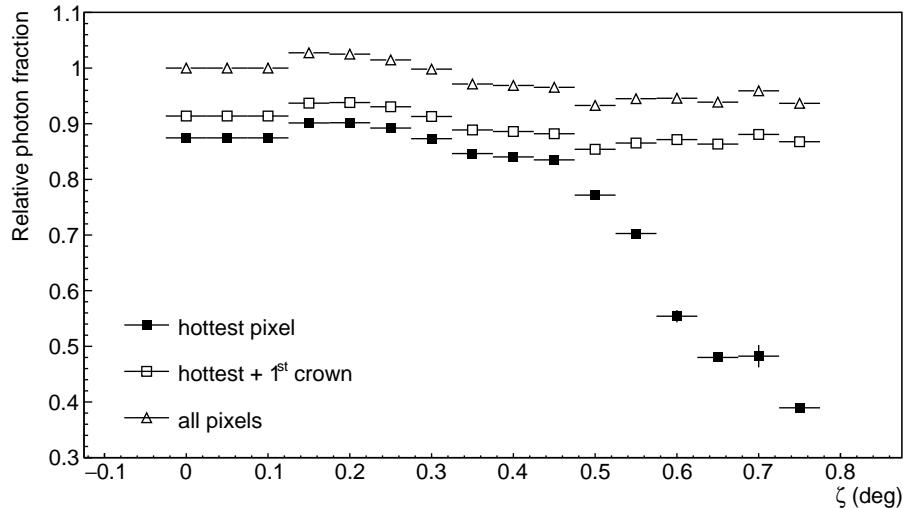 Relative photon fraction
1.1
1
0.9
0.8
0.7
0.6
0.5
0.4
0.3
hottest pixel
hottest + 1st crown
all pixels
−0.1 0 0.1 0.2 0.3 0.4 0.5 0.6 0.7 0.8
ζ (deg)